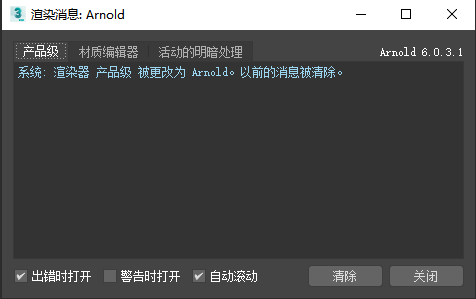 渲染消息: Arnold
产品级 材质编辑器 活动的明暗处理 Arnold 6.0.3.1
系统: 渲染器 产品级 被更改为 Arnold。以前的消息被清除。
出错时打开 警告时打开 自动滚动 清除 关闭